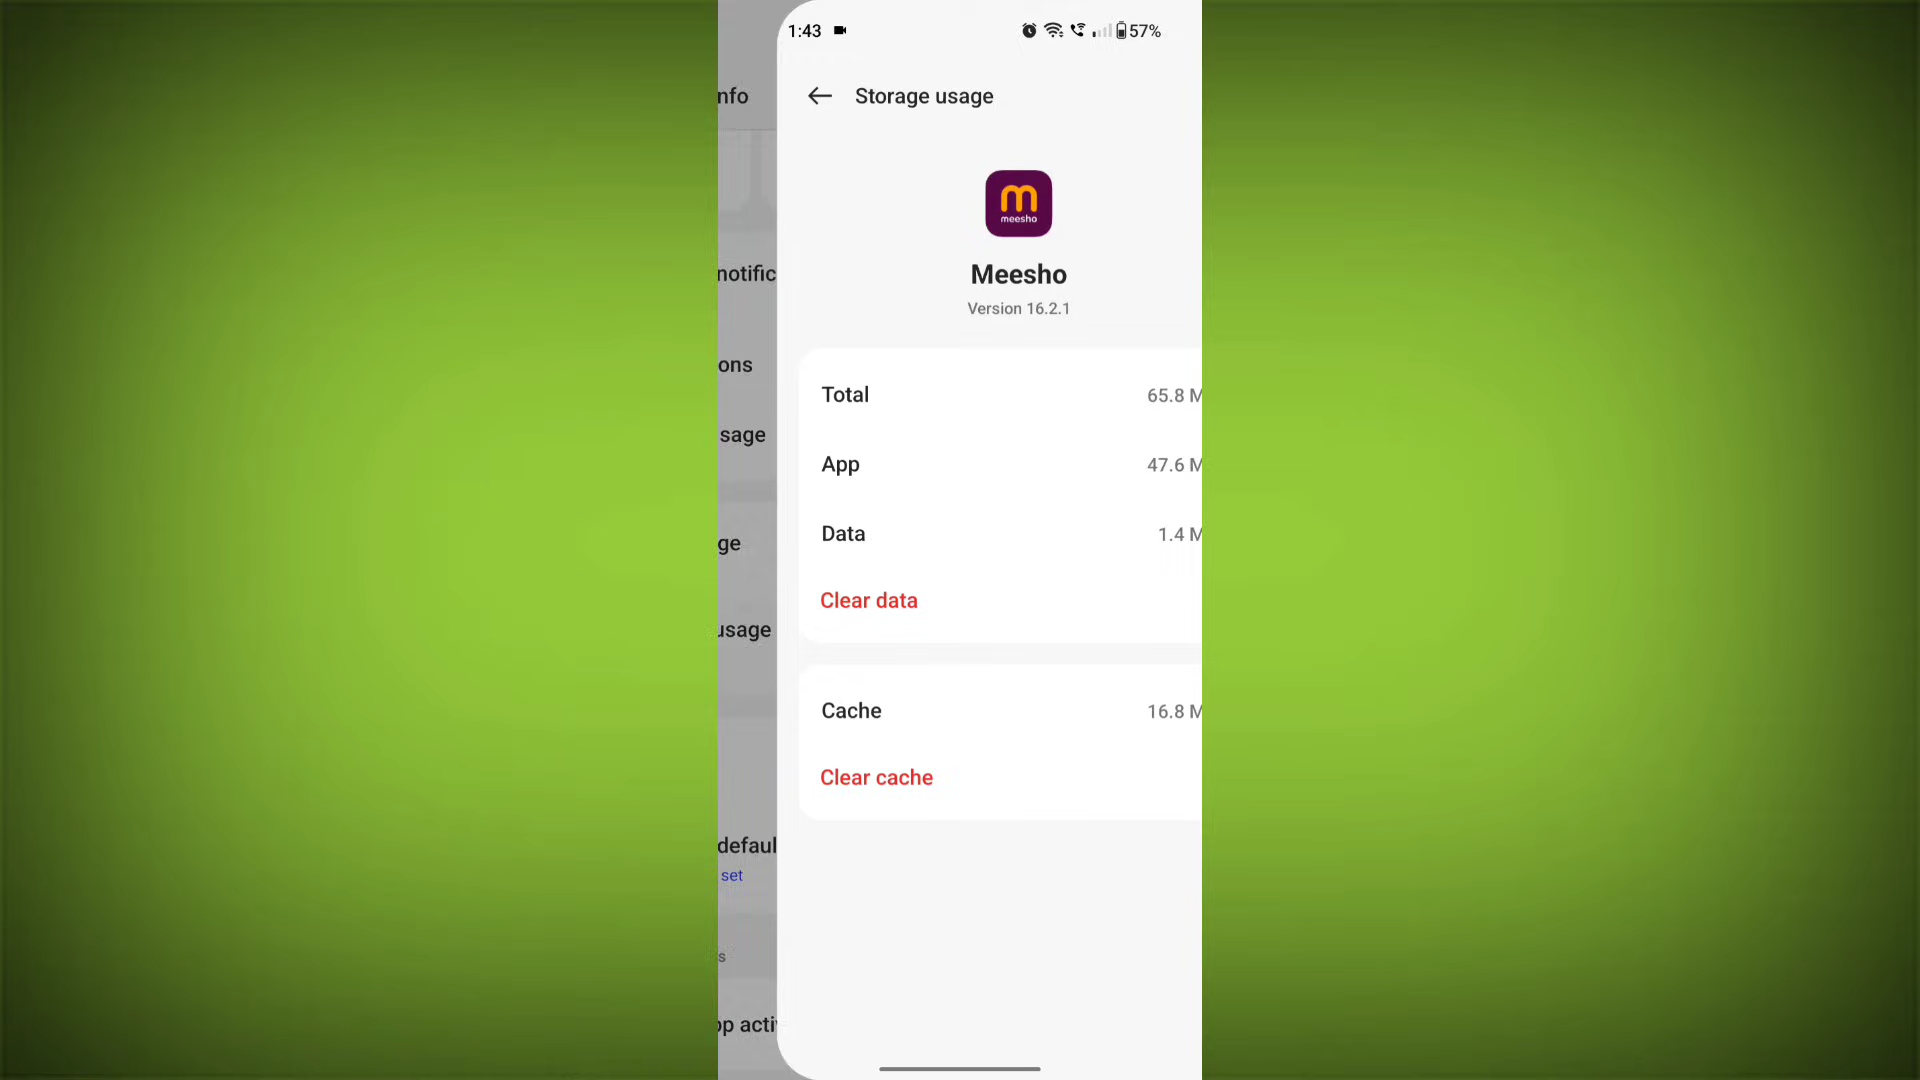 1:43
57%
nfo
Storage usage
meesho
Meesho
Version 16.2.1
notific
ons
sage
ge
usage
defaul
set
s
pp acti
Total
65.8 M
App
47.6 M
Data
1.4 M
Clear data
Cache
16.8 M
Clear cache